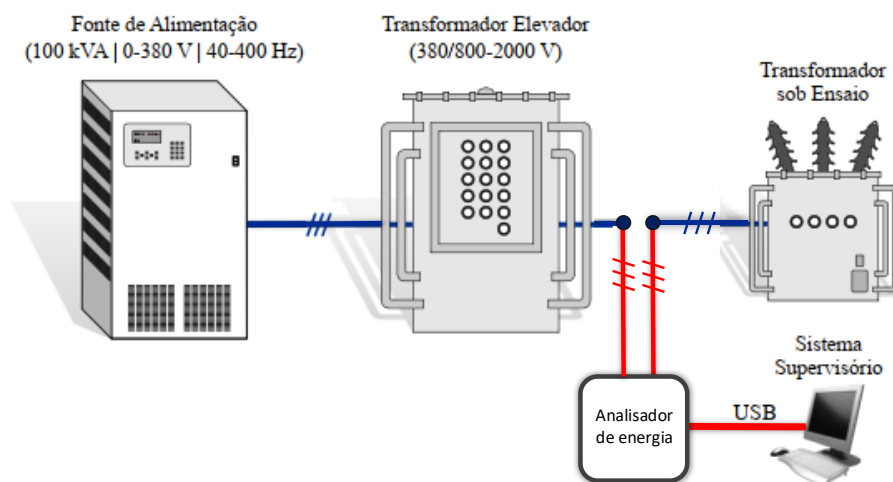 Fonte de Alimentação
(100 kVA | 0-380 V | 40-400 Hz)
Transformador Elevador
(380/800-2000 V)
Transformador
sob Ensaio
Sistema
Supervisório
Analisador
de energia
USB